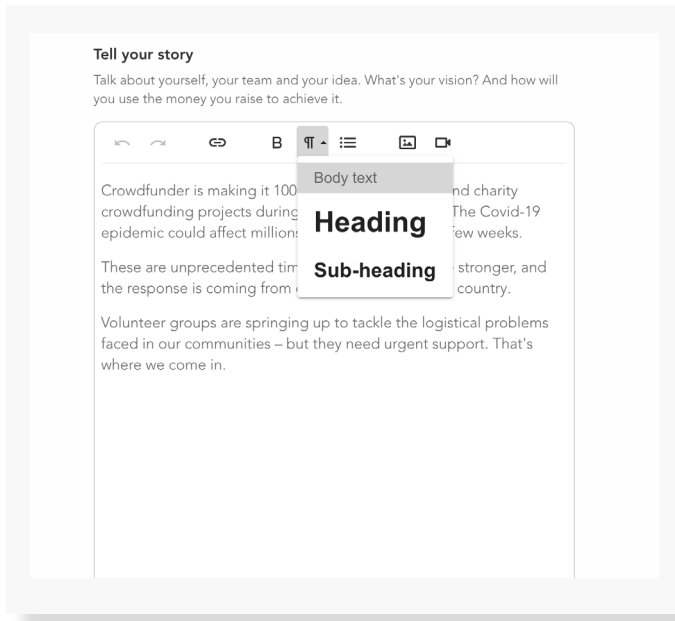 Tell your story
Talk about yourself, your team and your idea. What's your vision? And how will
you use the money you raise to achieve it.
B
Crowdfunder is making it 100 nd charity
crowdfunding projects during The Covid-19
epidemic could affect millions few weeks.
These are unprecedented stronger, and
the response is coming from country.
Volunteer groups are springing up to tackle the logistical problems
faced in our communities – but they need urgent support. That's
where we come in.
Body text
Heading
Sub-heading